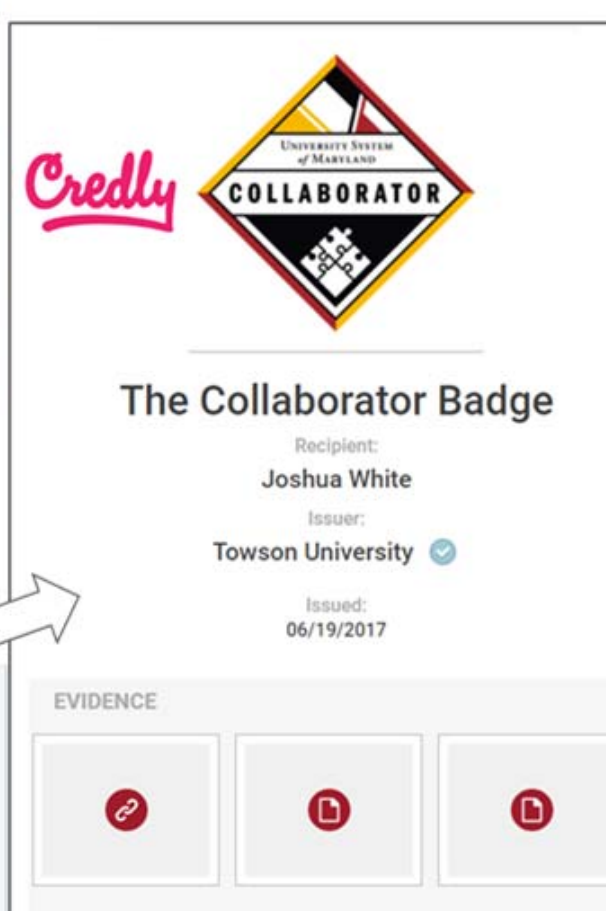 Credly
UNIVERSITY SYSTEM
of MARYLAND
COLLABORATOR
The Collaborator Badge
Recipient:
Joshua White
Issuer:
Towson University
Issued:
06/19/2017
EVIDENCE